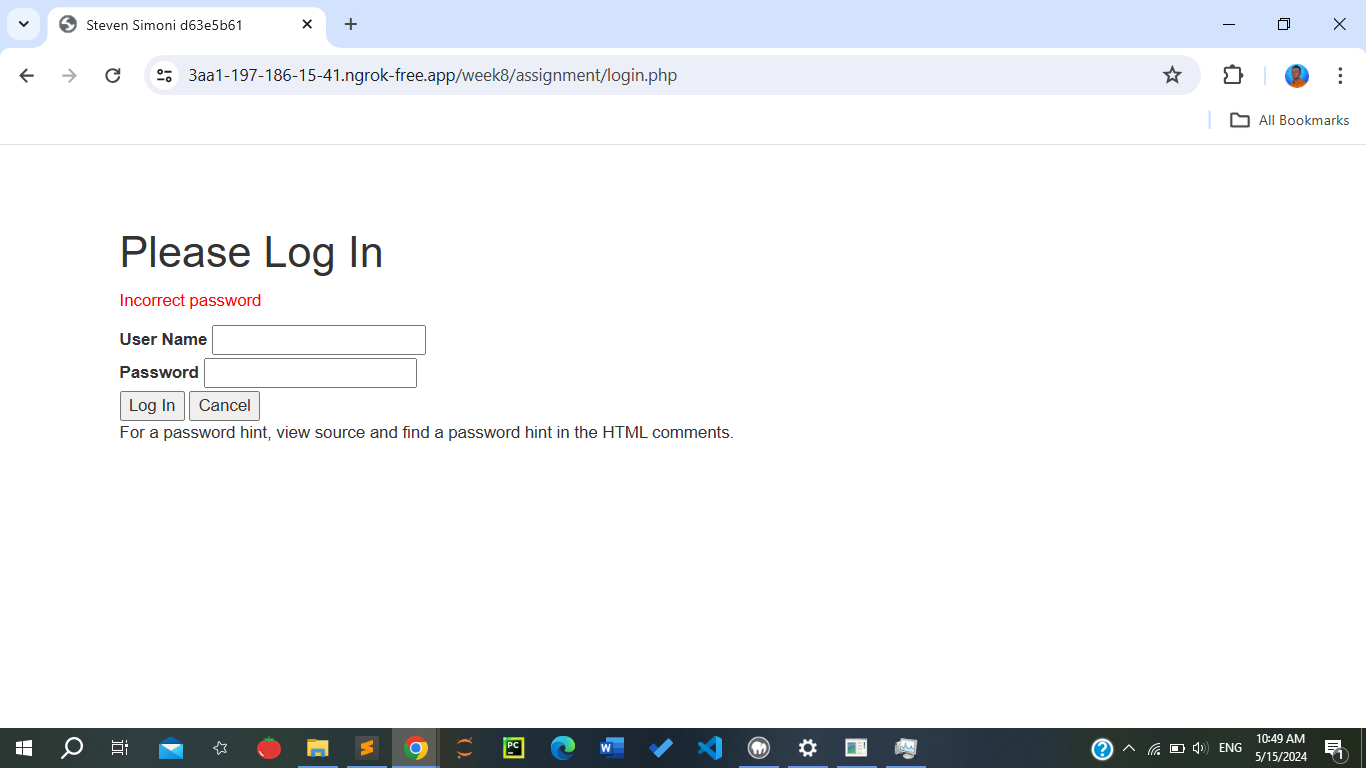 Steven Simoni d63e5b61
3aa1-197-186-15-41.ngrok-free.app/week8/assignment/login.php
All Bookmarks
Please Log In
Incorrect password
User Name
Password
Log In Cancel
For a password hint, view source and find a password hint in the HTML comments.
PC
W
ENG
10:49 AM
5/15/2024
1